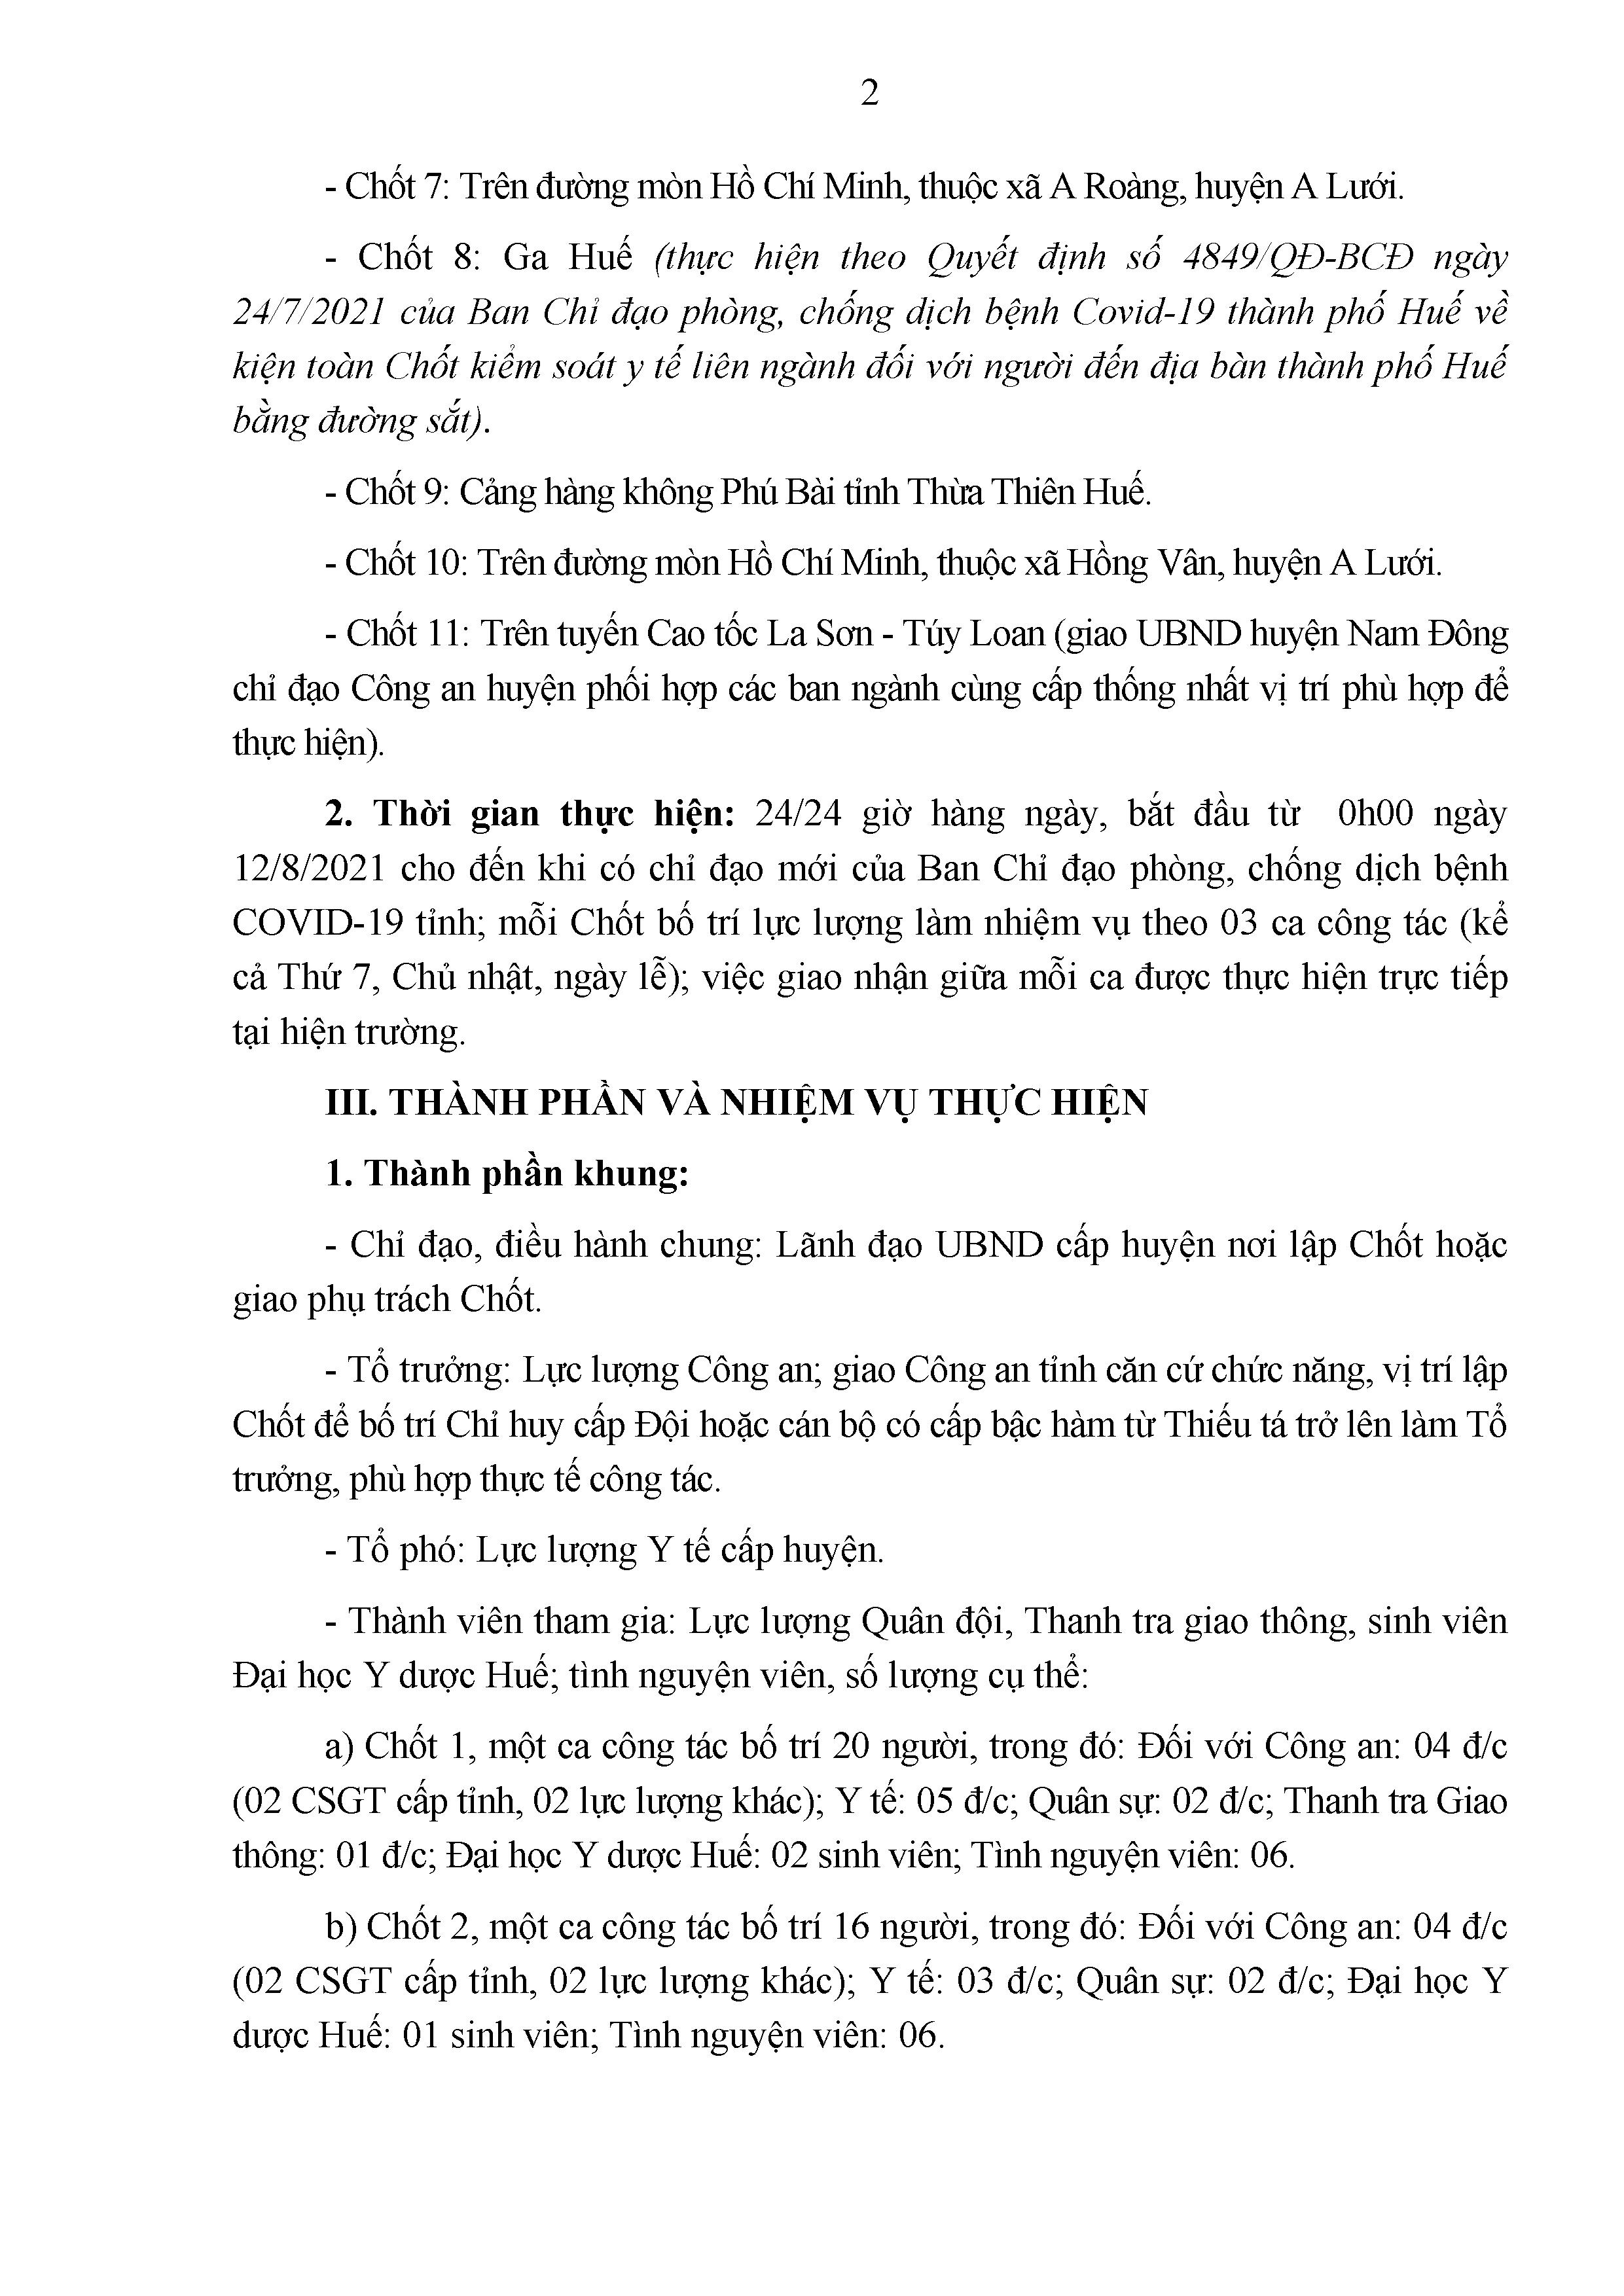 2
- Chốt 7: Trên đường mòn Hồ Chí Minh, thuộc xã A Roàng, huyện A Lưới.
- Chốt 8: Ga Huế (thực hiện theo Quyết định số 4849/QĐ-BCĐ ngày
24/7/2021 của Ban Chỉ đạo phòng, chống dịch bệnh Covid-19 thành phố Huế về
kiện toàn Chốt kiểm soát y tế liên ngành đối với người đến địa bàn thành phố Huế
bằng đường sắt).
- Chốt 9: Cảng hàng không Phú Bài tỉnh Thừa Thiên Huế.
- Chốt 10: Trên đường mòn Hồ Chí Minh, thuộc xã Hồng Vân, huyện A Lưới.
- Chốt 11: Trên tuyến Cao tốc La Sơn - Túy Loan (giao UBND huyện Nam Đông
chỉ đạo Công an huyện phối hợp các ban ngành cùng cấp thống nhất vị trí phù hợp để
thực hiện).
2. Thời gian thực hiện: 24/24 giờ hàng ngày, bắt đầu từ 0h00 ngày
12/8/2021 cho đến khi có chỉ đạo mới của Ban Chỉ đạo phòng, chống dịch bệnh
COVID-19 tỉnh; mỗi Chốt bố trí lực lượng làm nhiệm vụ theo 03 ca công tác (kể
cả Thứ 7, Chủ nhật, ngày lễ); việc giao nhận giữa mỗi ca được thực hiện trực tiếp
tại hiện trường.
III. THÀNH PHẦN VÀ NHIỆM VỤ THỰC HIỆN
1. Thành phần khung:
- Chỉ đạo, điều hành chung: Lãnh đạo UBND cấp huyện nơi lập Chốt hoặc
giao phụ trách Chốt.
- Tổ trưởng: Lực lượng Công an; giao Công an tỉnh căn cứ chức năng, vị trí lập
Chốt để bố trí Chỉ huy cấp Đội hoặc cán bộ có cấp bậc hàm từ Thiếu tá trở lên làm Tổ
trưởng, phù hợp thực tế công tác.
- Tổ phó: Lực lượng Y tế cấp huyện.
- Thành viên tham gia: Lực lượng Quân đội, Thanh tra giao thông, sinh viên
Đại học Y dược Huế; tình nguyện viên, số lượng cụ thể:
a) Chốt 1, một ca công tác bố trí 20 người, trong đó: Đối với Công an: 04 đ/c
(02 CSGT cấp tỉnh, 02 lực lượng khác); Y tế: 05 đ/c; Quân sự: 02 đ/c; Thanh tra Giao
thông: 01 đ/c; Đại học Y dược Huế: 02 sinh viên; Tình nguyện viên: 06.
b) Chốt 2, một ca công tác bố trí 16 người, trong đó: Đối với Công an: 04 đ/c
(02 CSGT cấp tỉnh, 02 lực lượng khác); Y tế: 03 đ/c; Quân sự: 02 đ/c; Đại học Y
dược Huế: 01 sinh viên; Tình nguyện viên: 06.